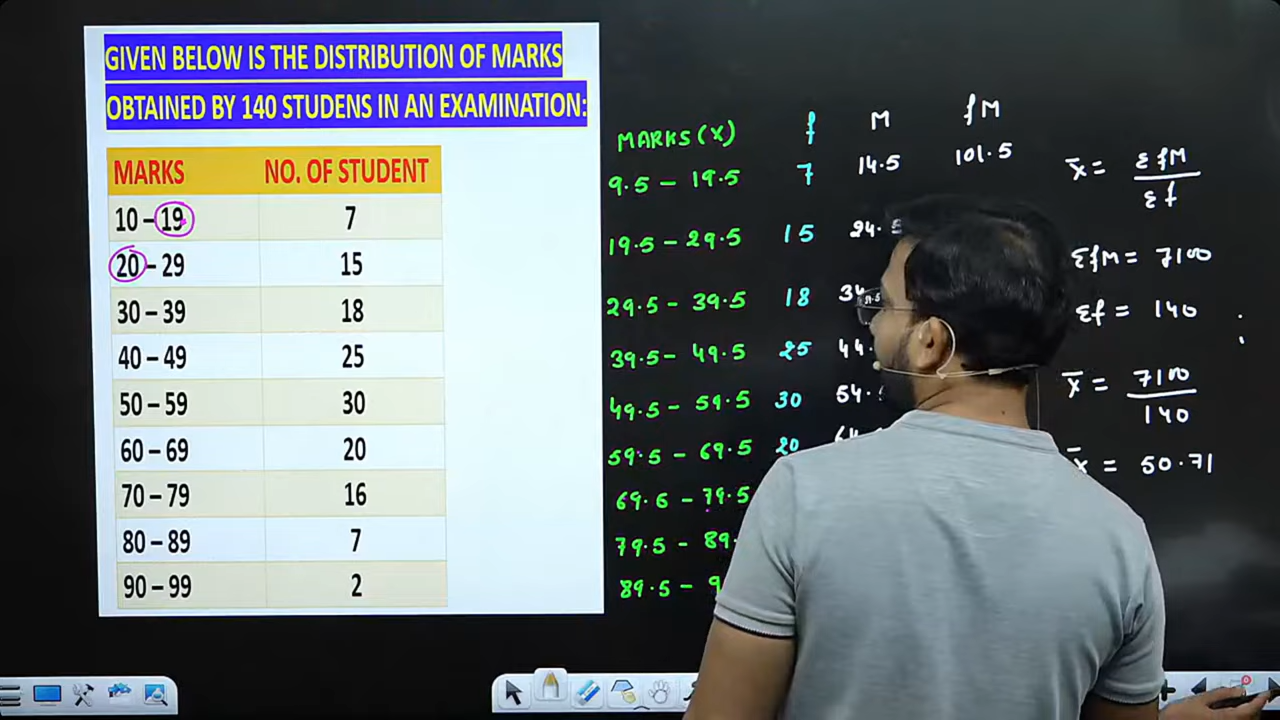 GIVEN BELOW IS THE DISTRIBUTION OF MARKS
OBTAINED BY 140 STUDENS IN AN EXAMINATION:
MARKS NO. OF STUDENT
10 – 19 7
20 – 29 15
30 – 39 18
40 – 49 25
50 – 59 30
60 – 69 20
70 – 79 16
80 – 89 7
90 – 99 2
MARKS (X) f M fM
9.5 – 19.5 7 14.5 101.5
19.5 – 29.5 15 24.5
29.5 – 39.5 18
39.5 – 49.5 25
49.5 – 59.5 30
59.5 – 69.5 20
69.6 – 79.5
79.5 –
89.5 –
x̄ = ΣfM / Σf
ΣfM = 7100
Σf = 140
x̄ = 7100 / 140
x̄ = 50.71